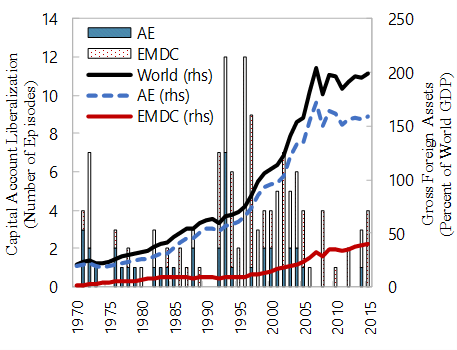 14
12
10
8
6
4
2
0
Capital Account Liberalization
(Number of Episodes)
AE
EMDC
World (rhs)
AE (rhs)
EMDC (rhs)
250
200
150
100
50
0
Gross Foreign Assets
(Percent of World GDP)
1970
1975
1980
1985
1990
1995
2000
2005
2010
2015